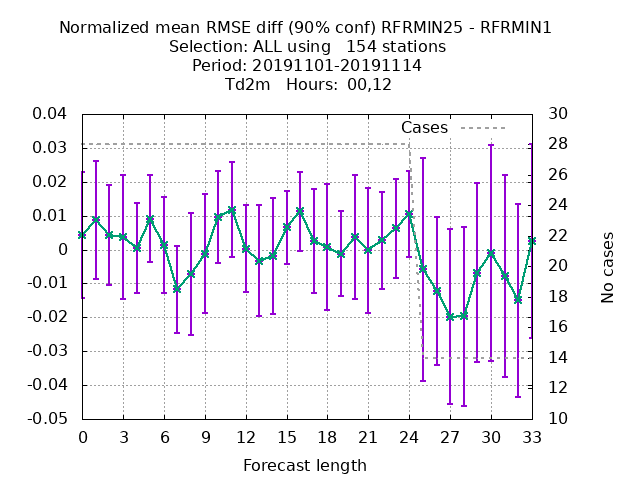 Normalized mean RMSE diff (90% conf) RFRMIN25 - RFRMIN1
Selection: ALL using   154 stations
Period: 20191101-20191114
Td2m   Hours:  00,12
Cases
0.04
0.03
0.02
0.01
0
-0.01
-0.02
-0.03
-0.04
-0.05
30
28
26
24
22
20
18
16
14
12
10
No cases
0 3 6 9 12 15 18 21 24 27 30 33
Forecast length